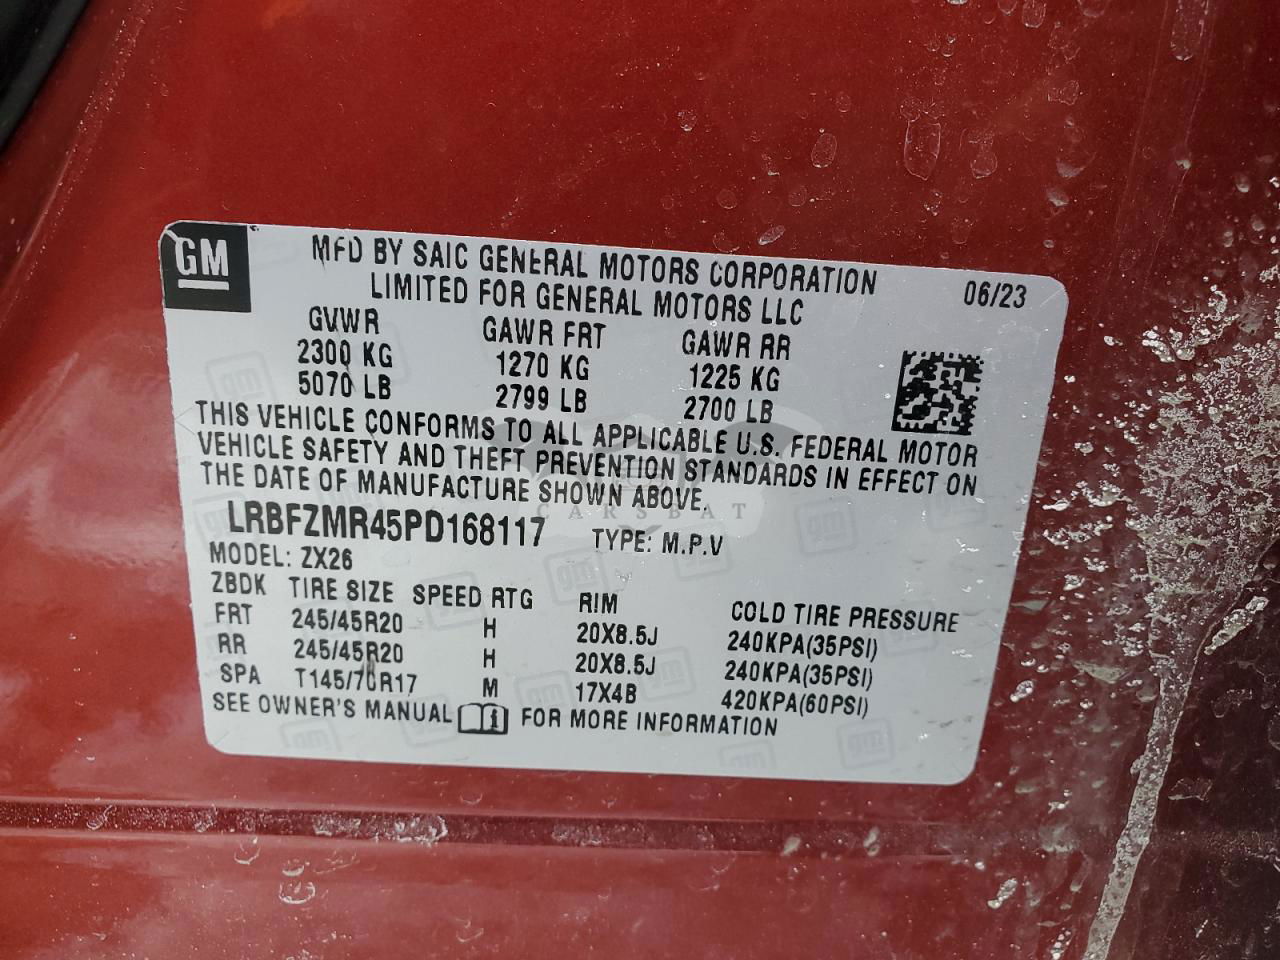 GM
MFD BY SAIC GENERAL MOTORS CORPORATION
LIMITED FOR GENERAL MOTORS LLC
06/23
GVWR GAWR FRT GAWR RR
2300 KG 1270 KG 1225 KG
5070 LB 2799 LB 2700 LB
THIS VEHICLE CONFORMS TO ALL APPLICABLE U.S. FEDERAL MOTOR
VEHICLE SAFETY AND THEFT PREVENTION STANDARDS IN EFFECT ON
THE DATE OF MANUFACTURE SHOWN ABOVE.
CARSBAT
LRBFZMR45PD168117 TYPE: M.P.V
MODEL: ZX26
ZBDK TIRE SIZE SPEED RTG RIM COLD TIRE PRESSURE
FRT 245/45R20 H 20X8.5J 240KPA(35PSI)
RR 245/45R20 H 20X8.5J 240KPA(35PSI)
SPA T145/70R17 M 17X4B 420KPA(60PSI)
SEE OWNER'S MANUAL FOR MORE INFORMATION